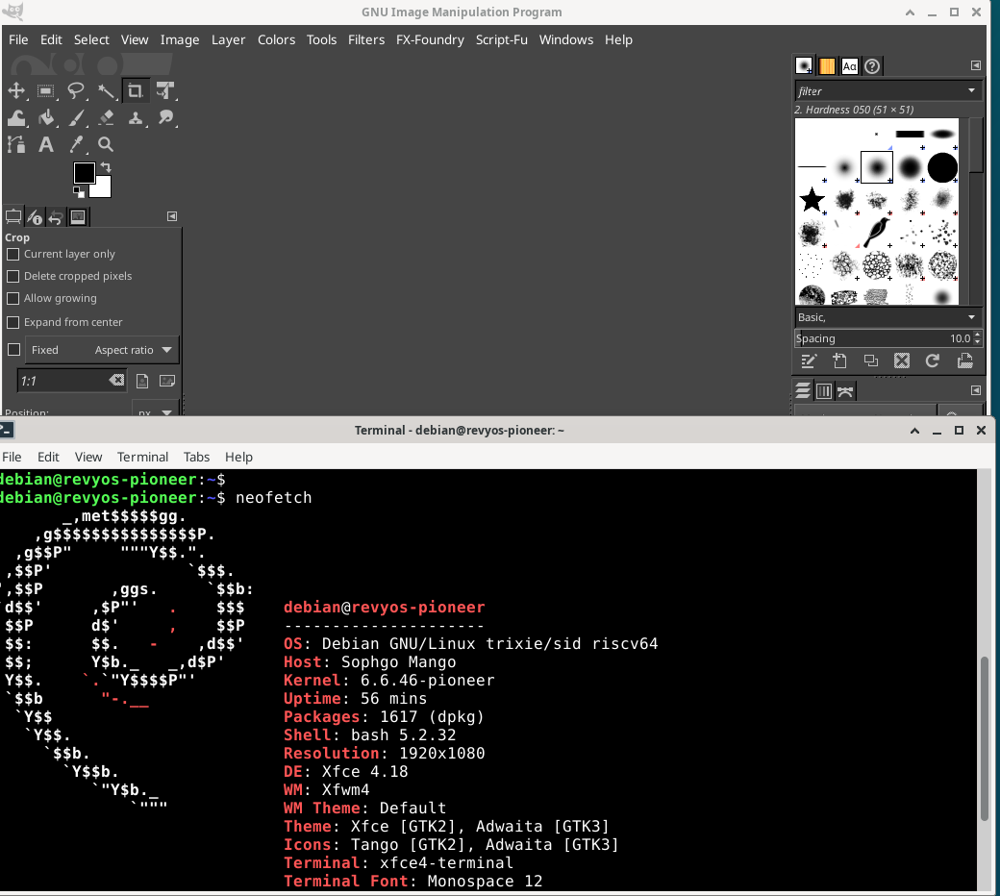 GNU Image Manipulation Program
File Edit Select View Image Layer Colors Tools Filters FX-Foundry Script-Fu Windows Help
Aα
filter
2. Hardness 050 (51 × 51)
Crop
Current layer only
Delete cropped pixels
Allow growing
Expand from center
Fixed Aspect ratio
1:1
Position: px
Basic,
Spacing 10.0
Terminal - debian@revyos-pioneer: ~
File Edit View Terminal Tabs Help
debian@revyos-pioneer:~$
debian@revyos-pioneer:~$ neofetch
       _,met$$$$$gg.
    ,g$$$$$$$$$$$$$$$P.
  ,g$$P"     """Y$$.".
 ,$$P'              `$$$.
',$$P       ,ggs.     `$$b:
`d$$'     ,$P"'   .    $$$    debian@revyos-pioneer
 $$P      d$'     ,    $$P    ---------------------
 $$:      $$.   -    ,d$$'    OS: Debian GNU/Linux trixie/sid riscv64
 $$;      Y$b._   _,d$P'      Host: Sophgo Mango
 Y$$.    `.`"Y$$$$P"'         Kernel: 6.6.46-pioneer
 `$$b      "-.__              Uptime: 56 mins
  `Y$$                        Packages: 1617 (dpkg)
   `Y$$.                      Shell: bash 5.2.32
     `$$b.                    Resolution: 1920x1080
       `Y$$b.                 DE: Xfce 4.18
          `"Y$b._             WM: Xfwm4
              `"""            WM Theme: Default
Theme: Xfce [GTK2], Adwaita [GTK3]
Icons: Tango [GTK2], Adwaita [GTK3]
Terminal: xfce4-terminal
Terminal Font: Monospace 12